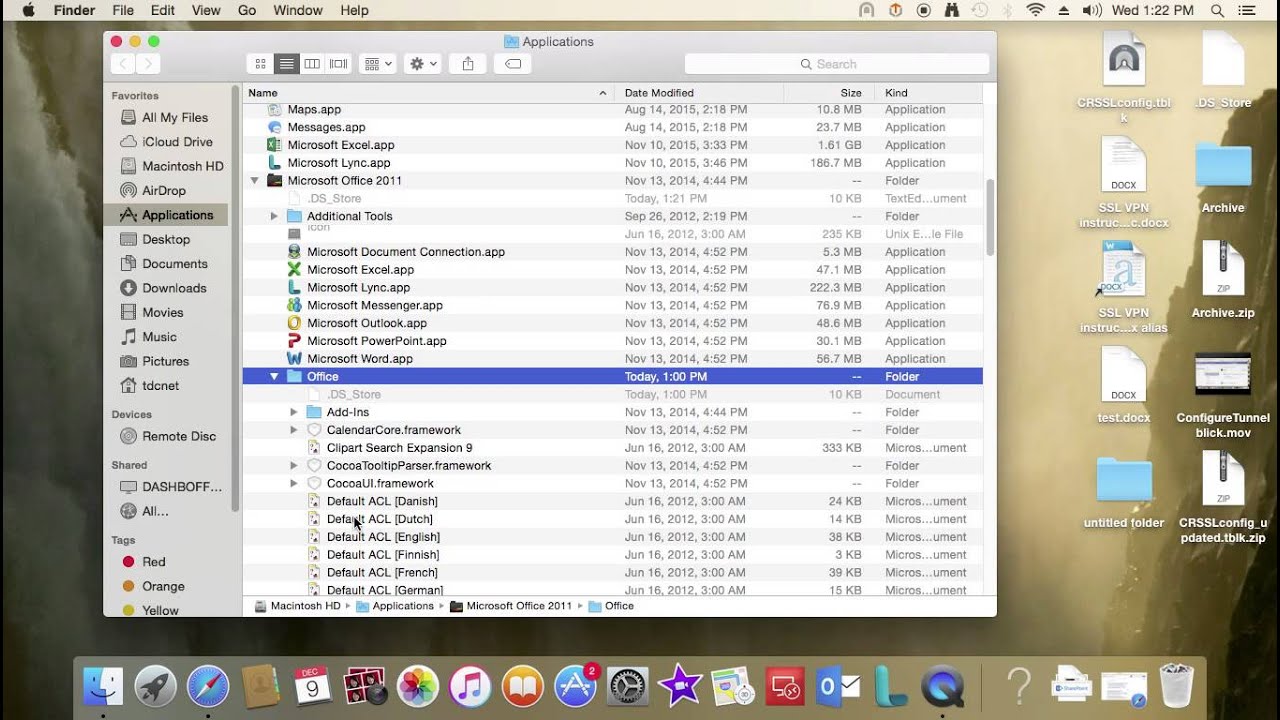 Finder File Edit View Go Window Help Wed 1:22 PM
Applications
Search
Favorites
All My Files
iCloud Drive
Macintosh HD
AirDrop
Applications
Desktop
Documents
Downloads
Movies
Music
Pictures
tdcnet
Devices
Remote Disc
Shared
DASHBOFF...
All...
Tags
Red
Orange
Yellow
Name Date Modified Size Kind
Maps.app Aug 14, 2015, 2:18 PM 10.8 MB Application
Messages.app Aug 14, 2015, 2:18 PM 23.7 MB Application
Microsoft Excel.app Nov 10, 2015, 3:33 PM 1.61 GB Application
Microsoft Lync.app Nov 10, 2015, 3:46 PM 186.7 MB Application
Microsoft Office 2011 Nov 13, 2014, 4:44 PM -- Folder
.DS_Store Today, 1:21 PM 10 KB TextEd...ument
Additional Tools Sep 26, 2012, 2:19 PM -- Folder
Icon Jun 16, 2012, 3:00 AM 235 KB Unix E...le File
Microsoft Document Connection.app Nov 13, 2014, 4:52 PM 5.3 MB Application
Microsoft Excel.app Nov 13, 2014, 4:52 PM 47.1 MB Application
Microsoft Lync.app Nov 13, 2014, 4:52 PM 222.3 MB Application
Microsoft Messenger.app Nov 13, 2014, 4:52 PM 76.9 MB Application
Microsoft Outlook.app Nov 13, 2014, 4:52 PM 48.6 MB Application
Microsoft PowerPoint.app Nov 13, 2014, 4:52 PM 30.1 MB Application
Microsoft Word.app Nov 13, 2014, 4:52 PM 56.7 MB Application
Office Today, 1:00 PM -- Folder
.DS_Store Today, 1:00 PM 10 KB Document
Add-Ins Nov 13, 2014, 4:44 PM -- Folder
CalendarCore.framework Nov 13, 2014, 4:52 PM -- Folder
Clipart Search Expansion 9 Jun 16, 2012, 3:00 AM 333 KB Micros...ument
CocoaTooltipParser.framework Nov 13, 2014, 4:52 PM -- Folder
CocoaUI.framework Nov 13, 2014, 4:52 PM -- Folder
Default ACL [Danish] Jun 16, 2012, 3:00 AM 24 KB Micros...ument
Default ACL [Dutch] Jun 16, 2012, 3:00 AM 14 KB Micros...ument
Default ACL [English] Jun 16, 2012, 3:00 AM 38 KB Micros...ument
Default ACL [Finnish] Jun 16, 2012, 3:00 AM 3 KB Micros...ument
Default ACL [French] Jun 16, 2012, 3:00 AM 39 KB Micros...ument
Default ACL [German] Jun 16, 2012, 3:00 AM 15 KB Micros...ument
Macintosh HD Applications Microsoft Office 2011 Office
CRSSLconfig.tbl
k
.DS_Store
DOCX
SSL VPN
instruc...c.docx
Archive
DOCX
SSL VPN
instruc...x alias
ZIP
Archive.zip
DOCX
test.docx
ConfigureTunnel
blick.mov
untitled folder
ZIP
CRSSLconfig_u
pdated.tblk.zip
DEC
9
2